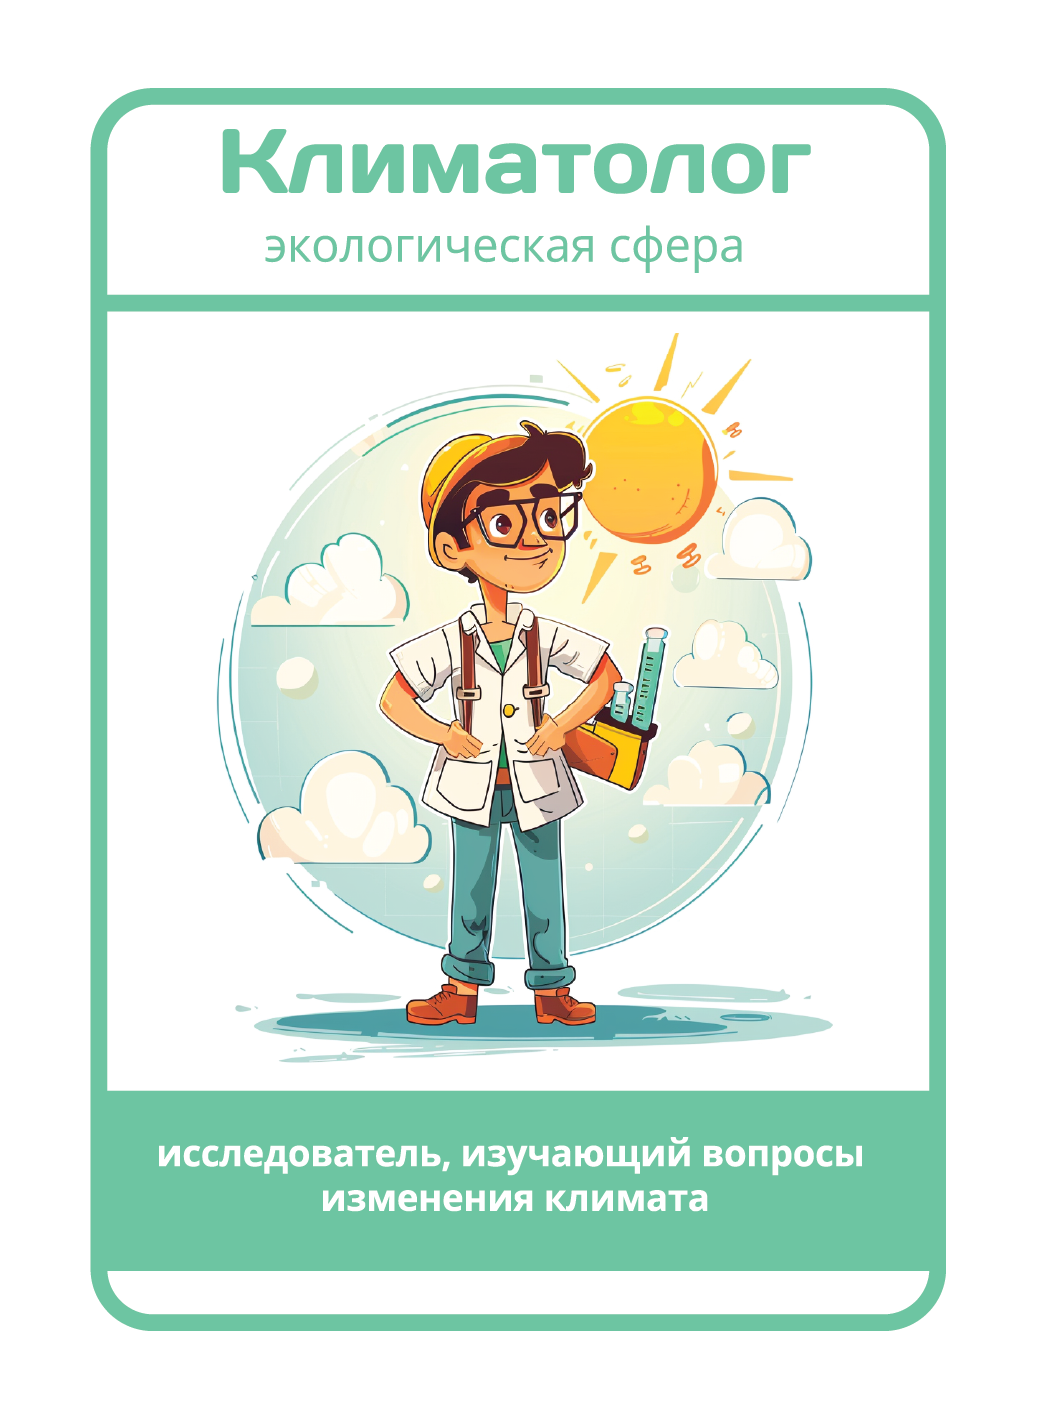 Климатолог
экологическая сфера
исследователь, изучающий вопросы
изменения климата